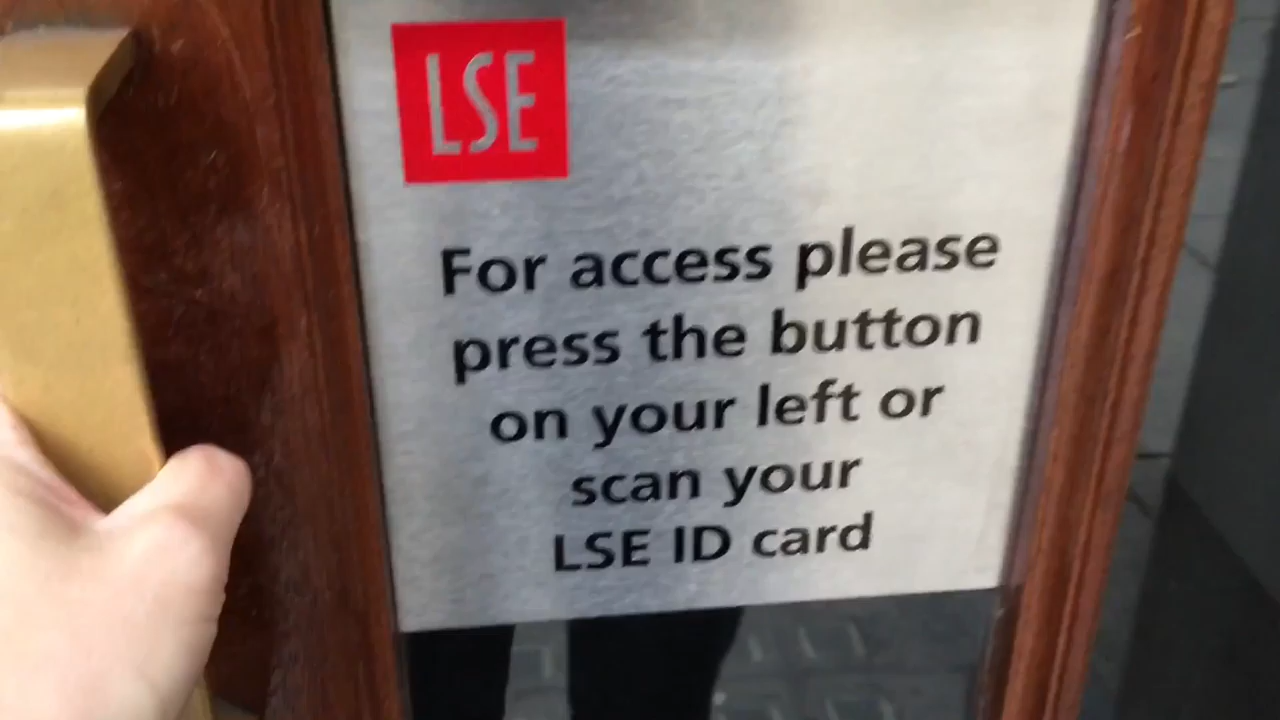 LSE
For access please
press the button
on your left or
scan your
LSE ID card